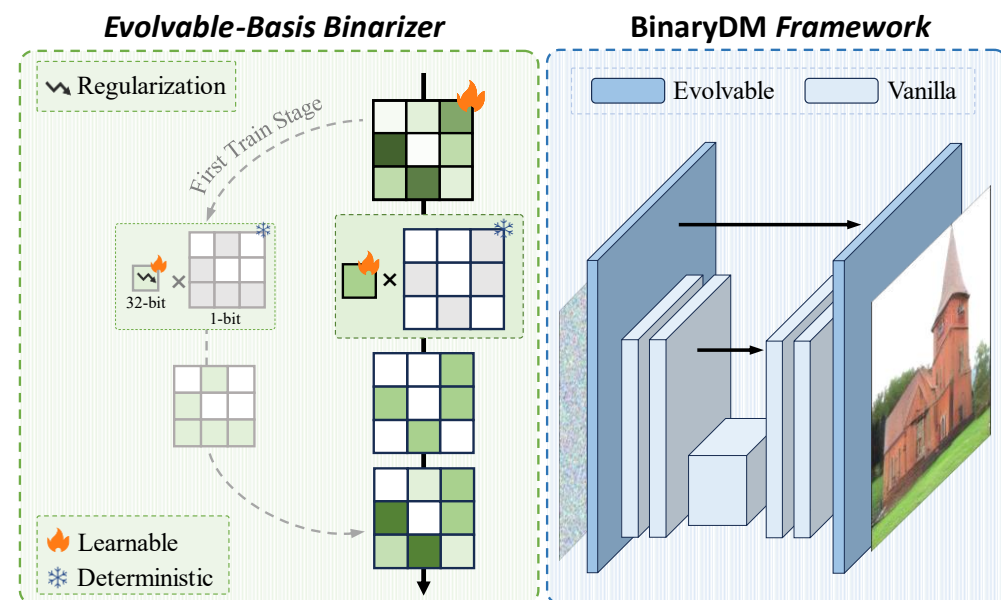 Evolvable-Basis Binarizer
Regularization
First Train Stage
×
32-bit
1-bit
×
Learnable
Deterministic
BinaryDM Framework
Evolvable
Vanilla